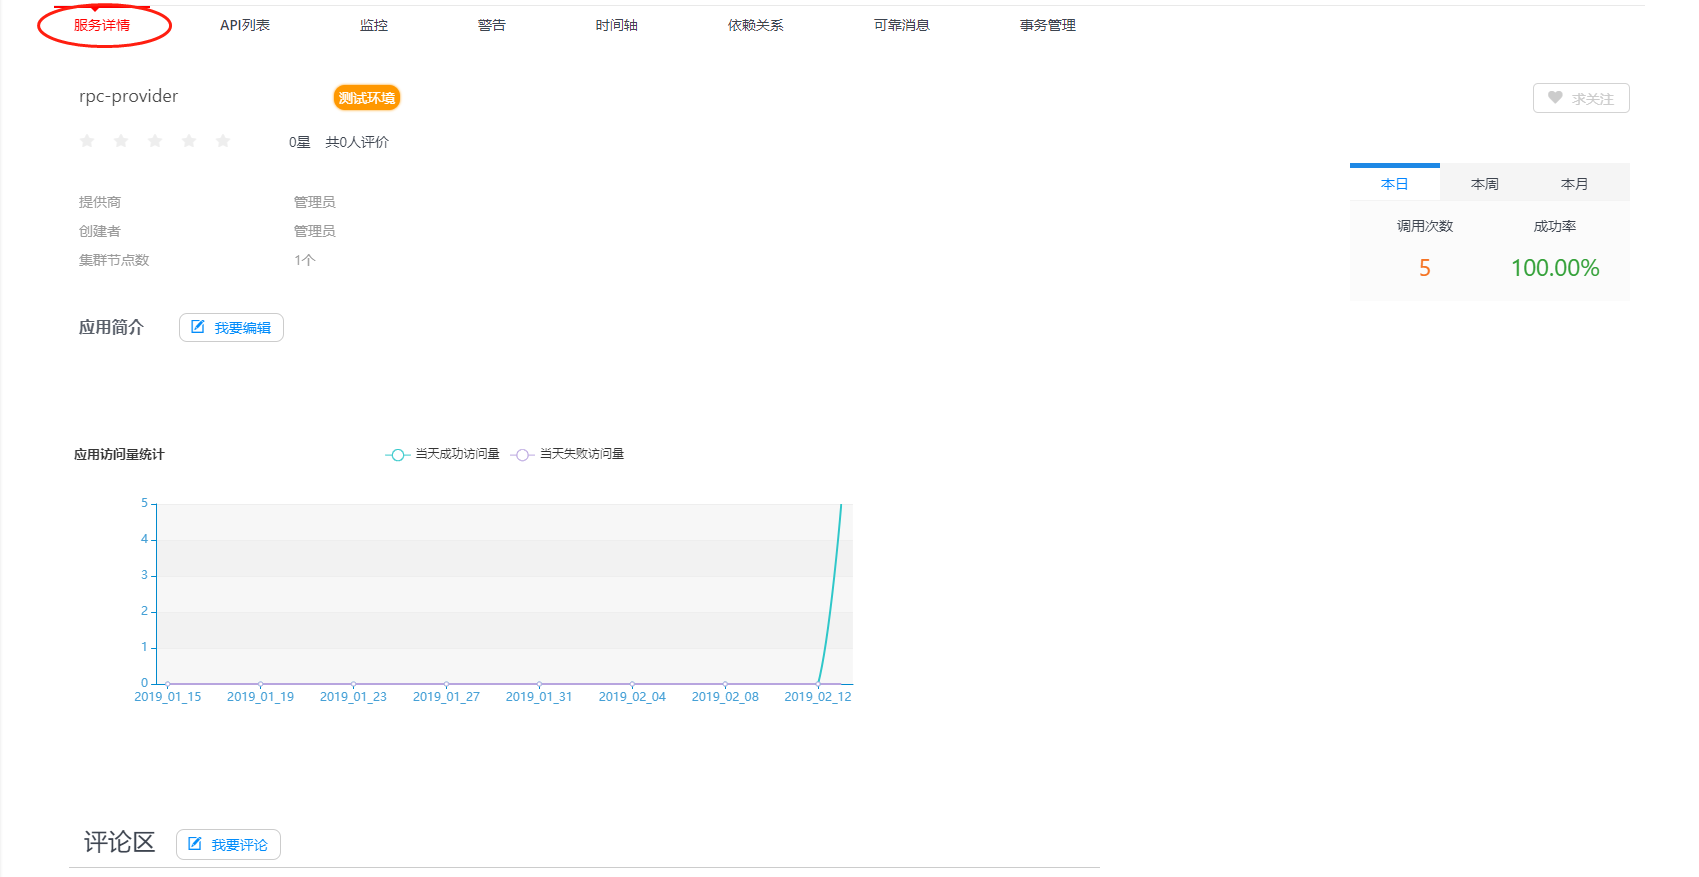 服务详情 API列表 监控 警告 时间轴 依赖关系 可靠消息 事务管理
rpc-provider 测试环境 求关注
0星 共0人评价
本日 本周 本月
提供商 管理员
创建者 管理员
集群节点数 1个
调用次数 成功率
5 100.00%
应用简介 我要编辑
应用访问量统计 当天成功访问量 当天失败访问量
5
4
3
2
1
0
2019_01_15 2019_01_19 2019_01_23 2019_01_27 2019_01_31 2019_02_04 2019_02_08 2019_02_12
评论区 我要评论